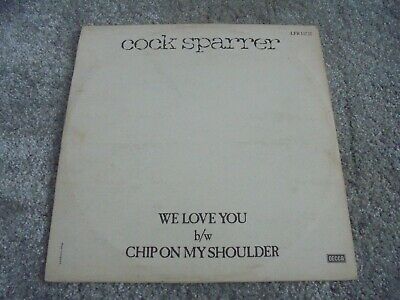 cock sparrer
WE LOVE YOU
b/w
CHIP ON MY SHOULDER
DECCA